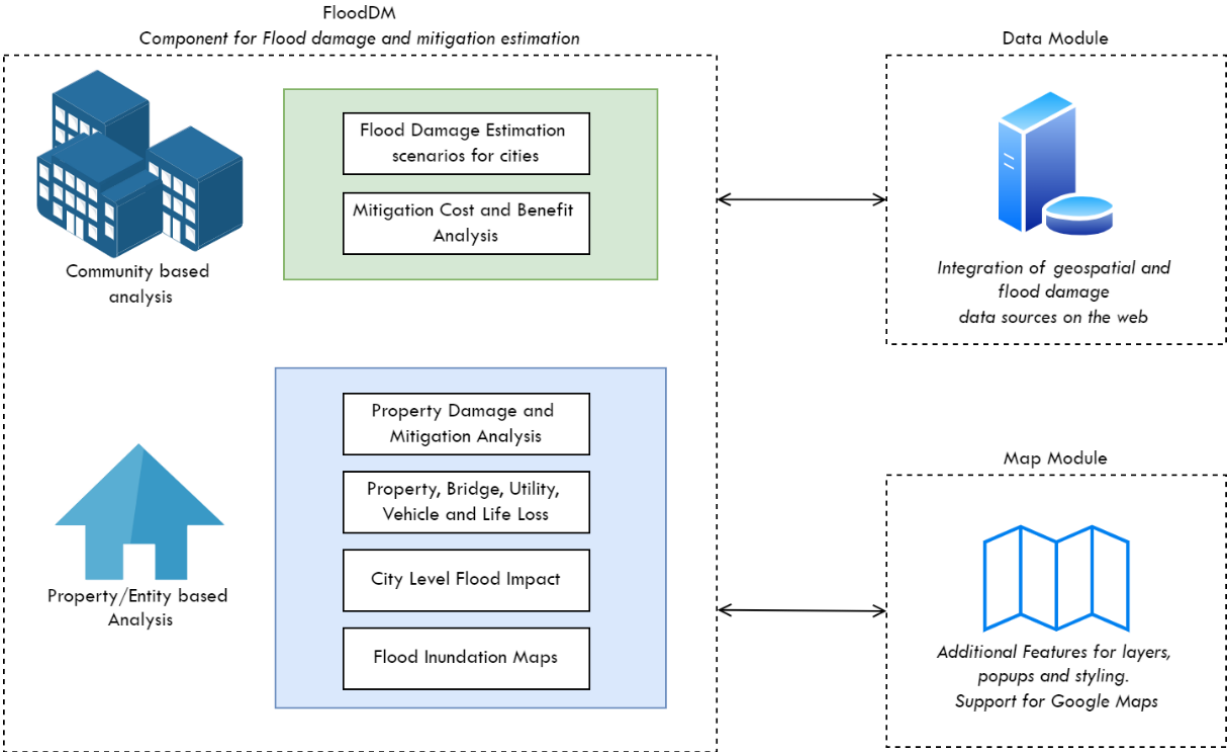 FloodDM
Component for Flood damage and mitigation estimation
Flood Damage Estimation
scenarios for cities
Mitigation Cost and Benefit
Analysis
Community based
analysis
Property Damage and
Mitigation Analysis
Property, Bridge, Utility,
Vehicle and Life Loss
City Level Flood Impact
Flood Inundation Maps
Property/Entity based
Analysis
Data Module
Integration of geospatial and
flood damage
data sources on the web
Map Module
Additional Features for layers,
popups and styling.
Support for Google Maps